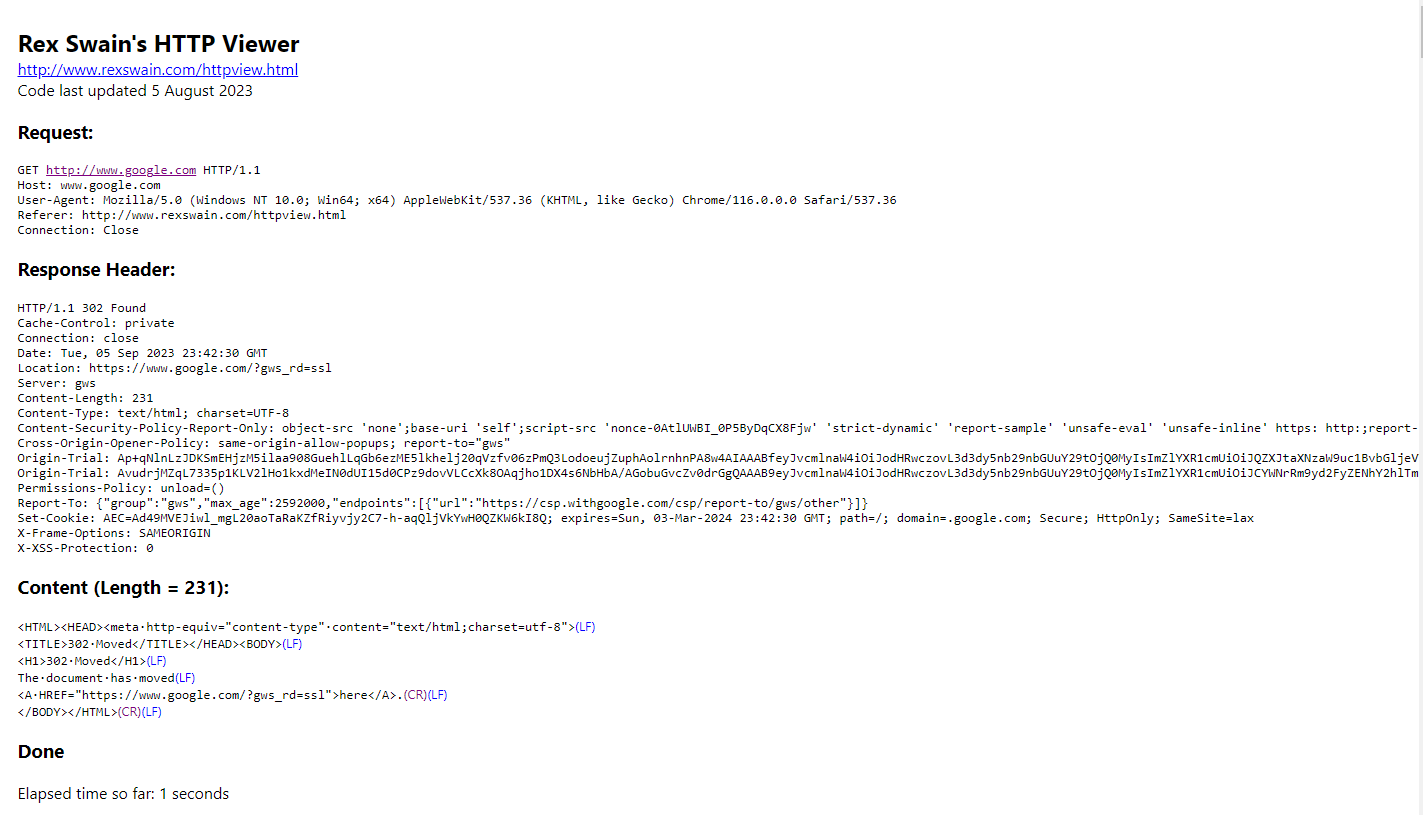 Rex Swain's HTTP Viewer
http://www.rexswain.com/httpview.html
Code last updated 5 August 2023
Request:
GET http://www.google.com HTTP/1.1
Host: www.google.com
User-Agent: Mozilla/5.0 (Windows NT 10.0; Win64; x64) AppleWebKit/537.36 (KHTML, like Gecko) Chrome/116.0.0.0 Safari/537.36
Referer: http://www.rexswain.com/httpview.html
Connection: Close
Response Header:
HTTP/1.1 302 Found
Cache-Control: private
Connection: close
Date: Tue, 05 Sep 2023 23:42:30 GMT
Location: https://www.google.com/?gws_rd=ssl
Server: gws
Content-Length: 231
Content-Type: text/html; charset=UTF-8
Content-Security-Policy-Report-Only: object-src 'none';base-uri 'self';script-src 'nonce-0AtlUWBI_0P5ByDqCX8Fjw' 'strict-dynamic' 'report-sample' 'unsafe-eval' 'unsafe-inline' https: http:;report-
Cross-Origin-Opener-Policy: same-origin-allow-popups; report-to="gws"
Origin-Trial:
Origin-Trial:
Permissions-Policy: unload=()
Report-To: {"group":"gws","max_age":2592000,"endpoints":[{"url":"https://csp.withgoogle.com/csp/report-to/gws/other"}]}
Set-Cookie: AEC=Ad49MVEJiwl_mgL20aoTaRaKZfRiyvjy2C7-h-aqQljVkYwH0QZKW6kI8Q; expires=Sun, 03-Mar-2024 23:42:30 GMT; path=/; domain=.google.com; Secure; HttpOnly; SameSite=lax
X-Frame-Options: SAMEORIGIN
X-XSS-Protection: 0
Content (Length = 231):
<HTML><HEAD><meta·http-equiv="content-type"·content="text/html;charset=utf-8">(LF)
<TITLE>302·Moved</TITLE></HEAD><BODY>(LF)
<H1>302·Moved</H1>(LF)
The·document·has·moved(LF)
<A·HREF="https://www.google.com/?gws_rd=ssl">here</A>.(CR)(LF)
</BODY></HTML>(CR)(LF)
Done
Elapsed time so far: 1 seconds